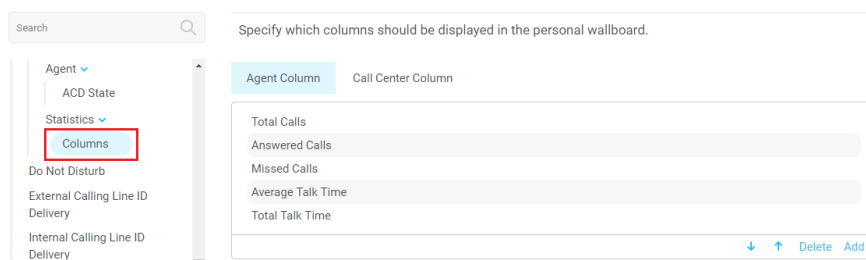 Search
Specify which columns should be displayed in the personal wallboard.
Agent
ACD State
Statistics
Columns
Do Not Disturb
External Calling Line ID
Delivery
Internal Calling Line ID
Delivery
Agent Column
Call Center Column
Total Calls
Answered Calls
Missed Calls
Average Talk Time
Total Talk Time
Delete Add